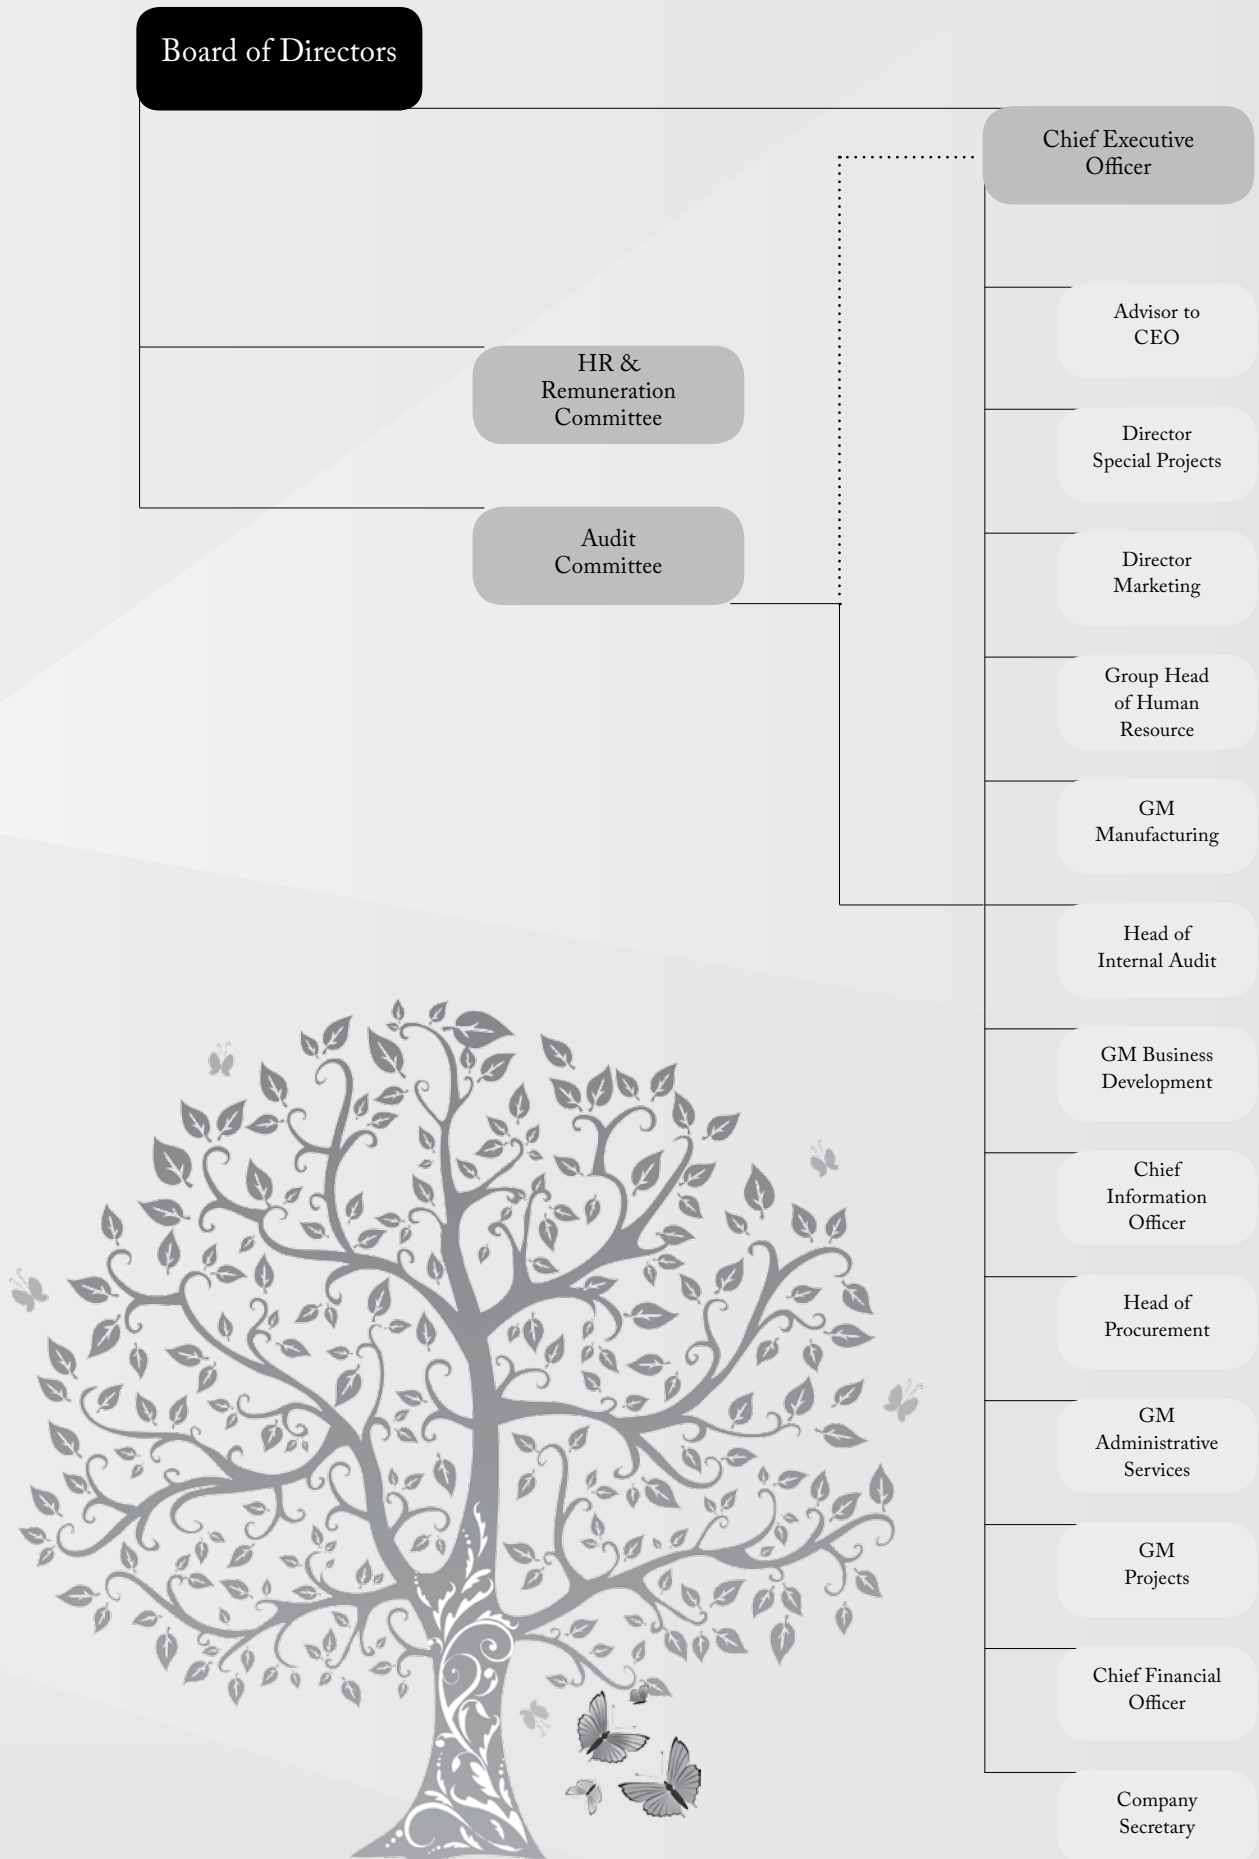 Board of Directors
Chief Executive
Officer
Advisor to
CEO
HR &
Remuneration
Committee
Director
Special Projects
Audit
Committee
Director
Marketing
Group Head
of Human
Resource
GM
Manufacturing
Head of
Internal Audit
GM Business
Development
Chief
Information
Officer
Head of
Procurement
GM
Administrative
Services
GM
Projects
Chief Financial
Officer
Company
Secretary